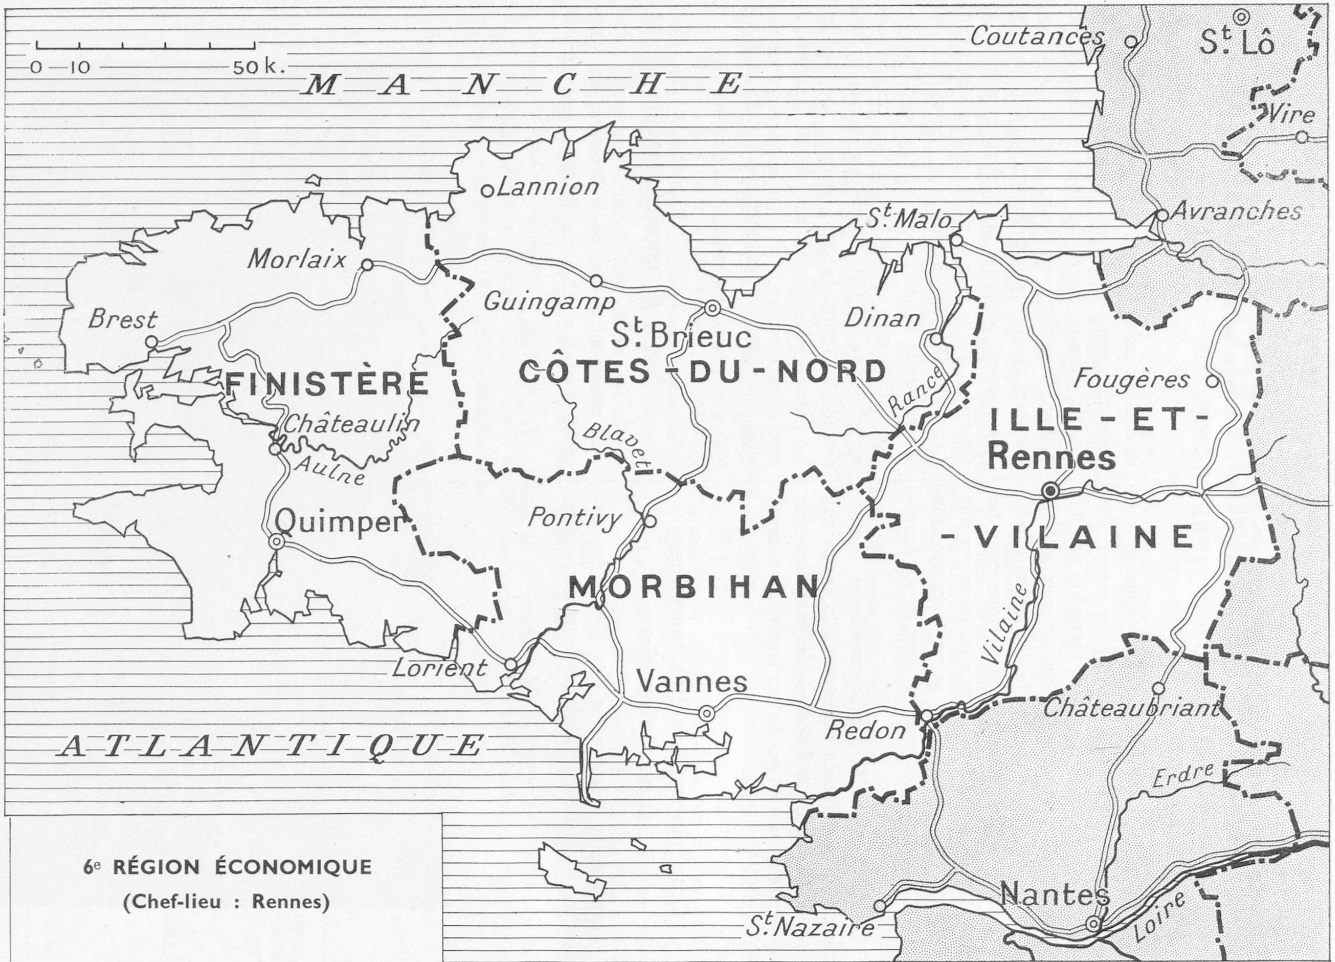 Coutances
St. Lô
0 10 50 k.
MANCHE
Vire
Lannion
St. Malo
Avranches
Morlaix
Guingamp
Brest
Dinan
St. Brieuc
FINISTÈRE
CÔTES-DU-NORD
Fougères
Rance
Châteaulin
ILLE-ET-
Blavet
Rennes
Aulne
Quimper
Pontivy
-VILAINE
MORBIHAN
Vilaine
Lorient
Vannes
Châteaubriant
Redon
ATLANTIQUE
Erdre
6e RÉGION ÉCONOMIQUE
(Chef-lieu : Rennes)
Nantes
Loire
St. Nazaire